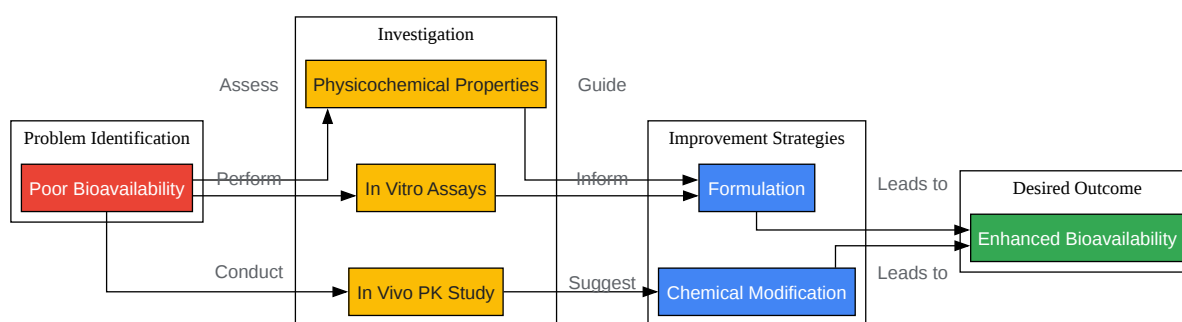 Investigation
Assess
Physicochemical Properties
Guide
Problem Identification
Improvement Strategies
Poor Bioavailability
Perform
In Vitro Assays
Inform
Formulation
Leads to
Desired Outcome
Enhanced Bioavailability
Conduct
In Vivo PK Study
Suggest
Chemical Modification
Leads to